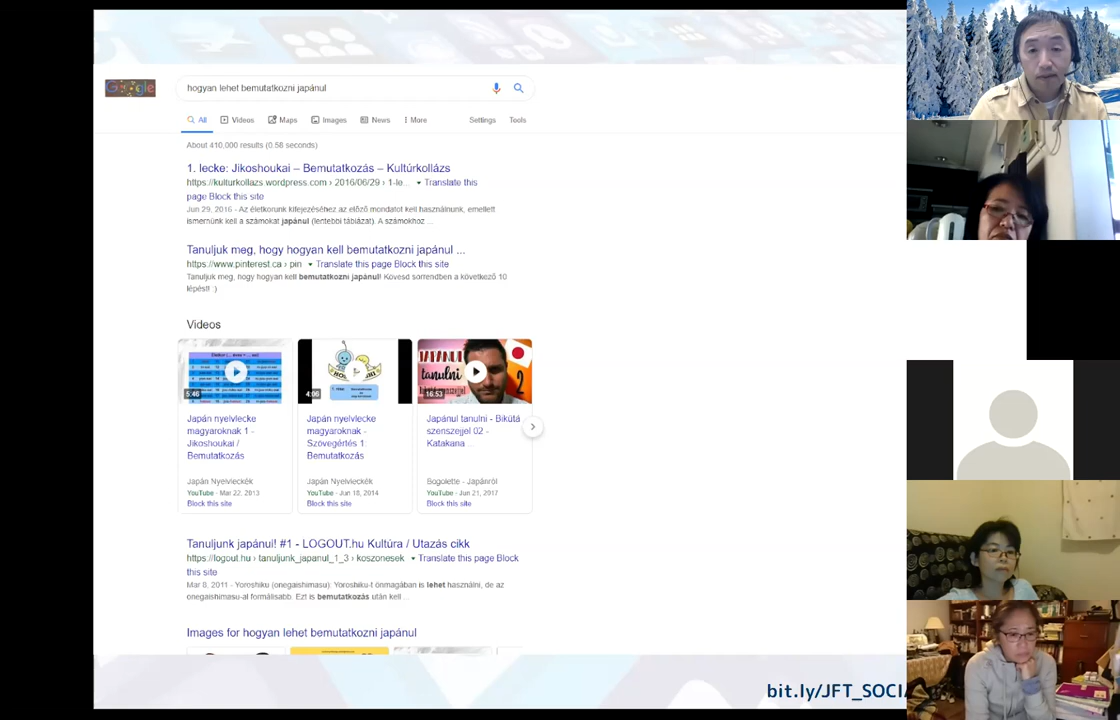 Google
hogyan lehet bemutatkozni japánul
All Videos Maps Images News More Settings Tools
About 410,000 results (0.58 seconds)
1. lecke: Jikoshoukai – Bemutatkozás – Kultúrkollázs
https://kulturkollazs.wordpress.com › 2016/06/29 › 1-le... Translate this
page Block this site
Jun 29, 2016 - Az életkorunk kifejezéséhez az előző mondatot kell használnunk, emellett
ismernünk kell a számokat japánul (lentebbi táblázat). A számokhoz ...
Tanuljuk meg, hogy hogyan kell bemutatkozni japánul ...
https://www.pinterest.ca › pin Translate this page Block this site
Tanuljuk meg, hogy hogyan kell bemutatkozni japánul! Kövesd sorrendben a következő 10
lépést! :)
Videos
JAPÁNUL
tanulni
2
5:46
4:06
16:53
Japán nyelvlecke
magyaroknak 1 -
Jikoshoukai /
Bemutatkozás
Japán Nyelvleckék
YouTube - Mar 22, 2013
Block this site
Japán nyelvlecke
magyaroknak -
Szövegértés 1
Bemutatkozás
Japán Nyelvleckék
YouTube - Jun 18, 2014
Block this site
Japánul tanulni - Bikuta
szenszejjel 02 -
Katakana ...
Bogolette - Japánról
YouTube - Jun 21, 2017
Block this site
Tanuljunk japánul! #1 - LOGOUT.hu Kultúra / Utazás cikk
https://logout.hu › tanuljunk_japanul_1_3 › koszonesek Translate this page Block
this site
Mar 8, 2011 - Yoroshiku (onegaishimasu): Yoroshiku-t önmagában is lehet használni, de az
onegaishimasu-al formálisabb. Ezt is bemutatkozás után kell ...
Images for hogyan lehet bemutatkozni japánul
bit.ly/JFT_SOCI